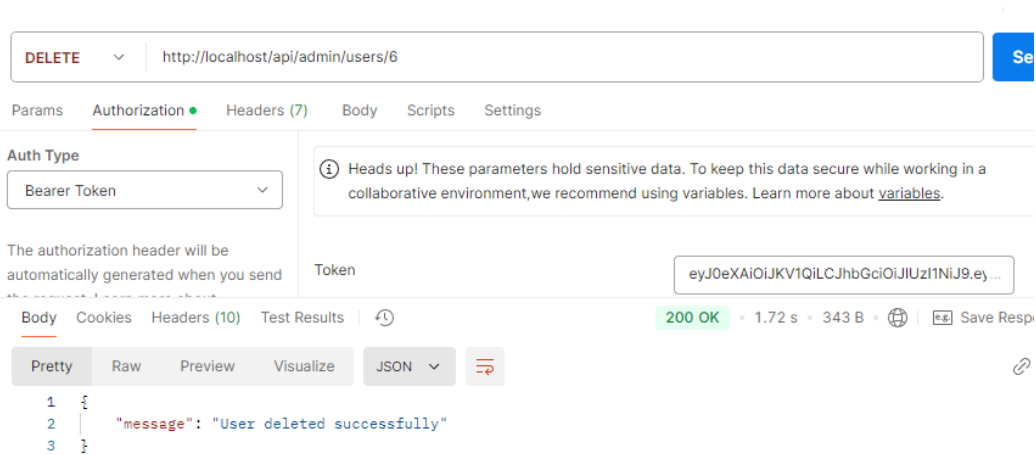 DELETE http://localhost/api/admin/users/6 Se
Params Authorization Headers (7) Body Scripts Settings
Auth Type
Bearer Token
Heads up! These parameters hold sensitive data. To keep this data secure while working in a
collaborative environment,we recommend using variables. Learn more about variables.
The authorization header will be
automatically generated when you send
Token eyJ0eXAiOiJKV1QiLCJhbGciOiJIUzI1NiJ9.ey...
Body Cookies Headers (10) Test Results 200 OK 1.72 s 343 B e.g. Save Resp
Pretty Raw Preview Visualize JSON
1 {
2 "message": "User deleted successfully"
3 }